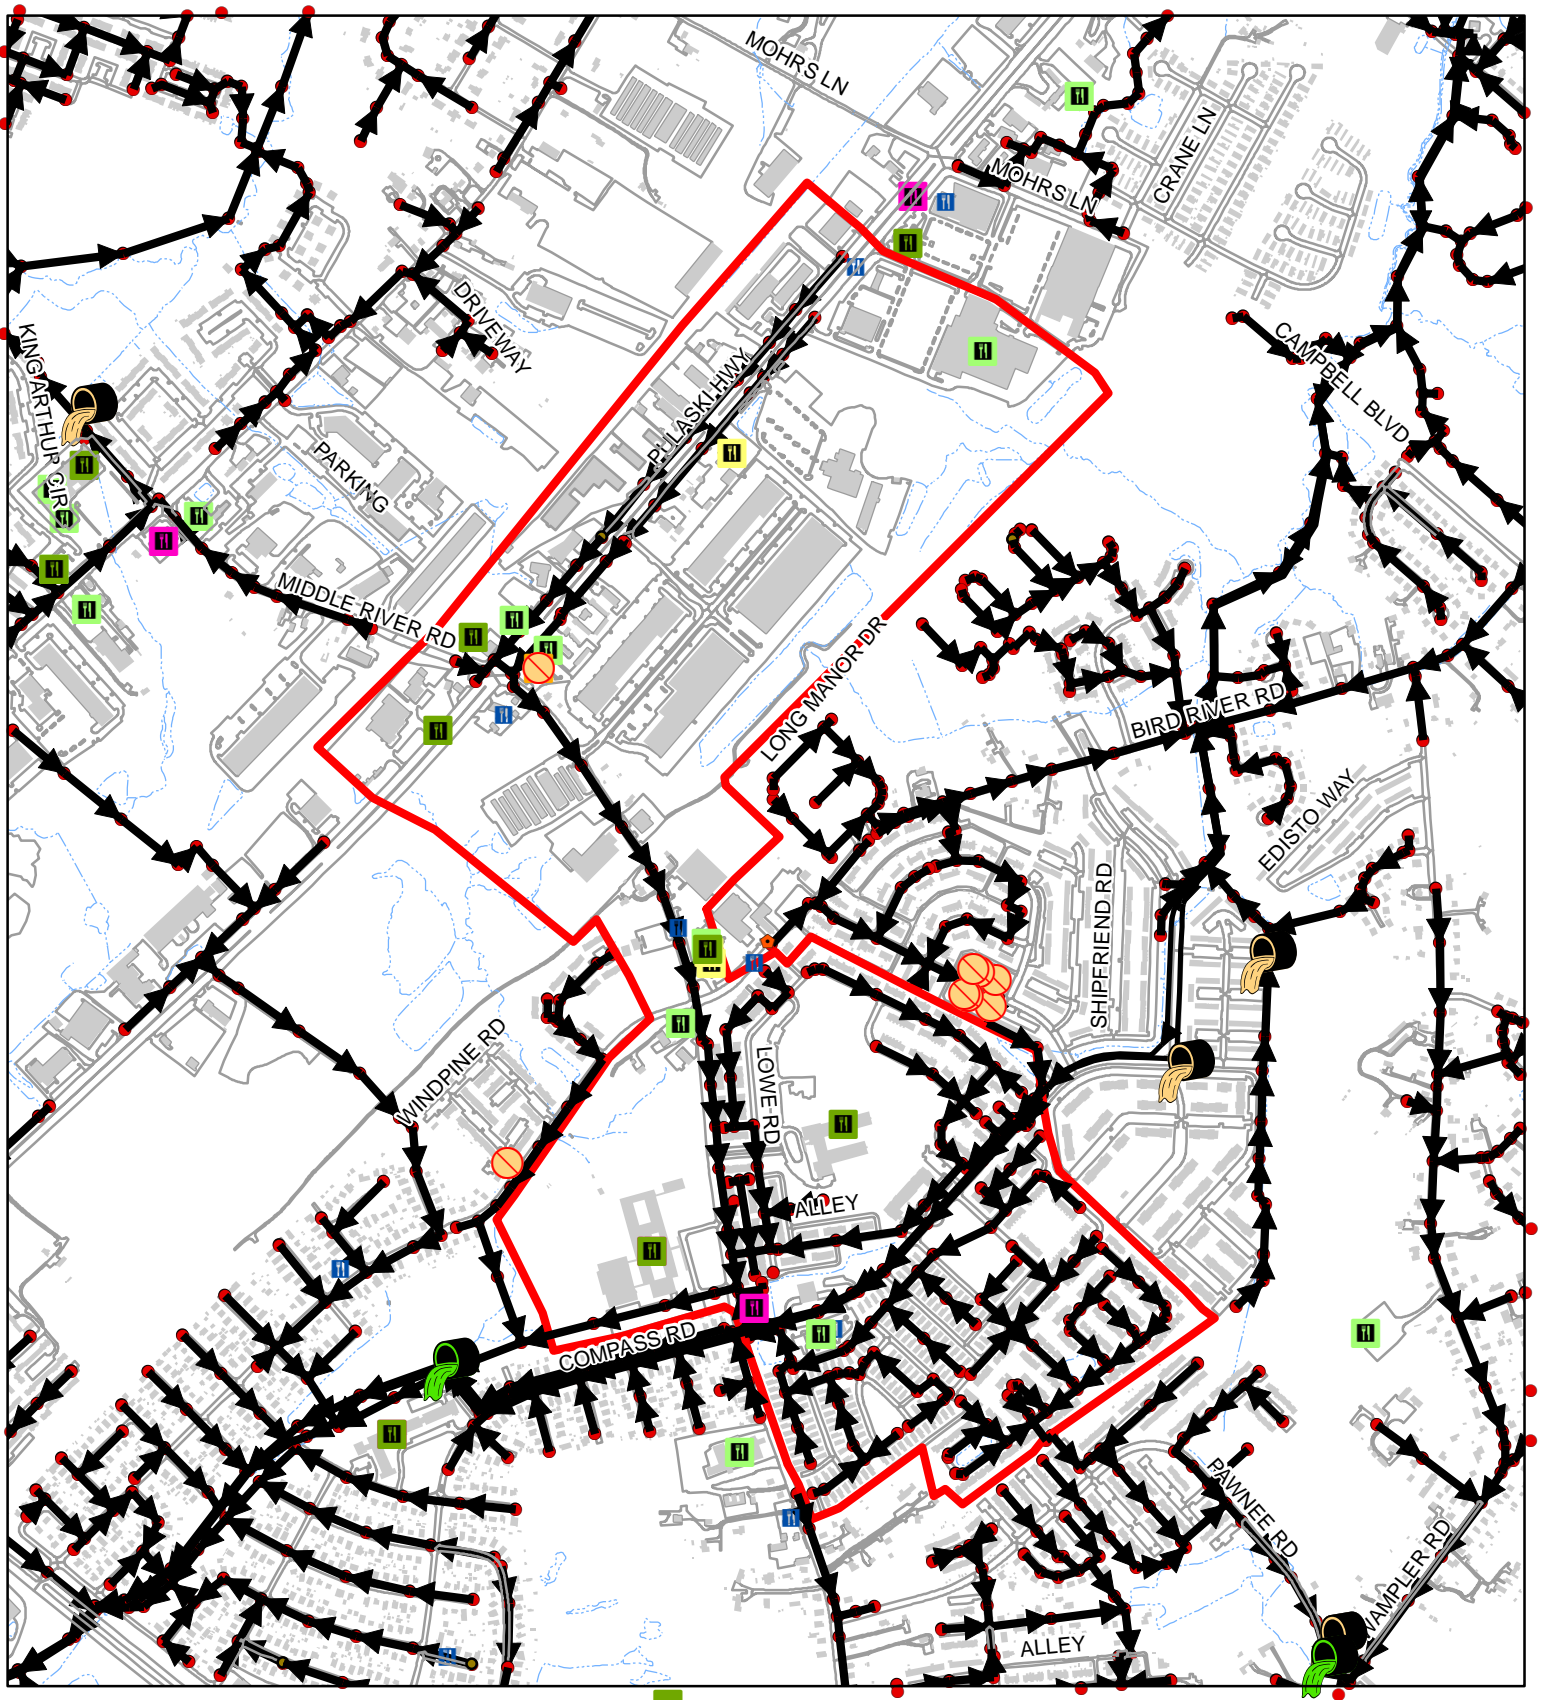 MOHRS LN
CRANE LN
MOHRS LN
DRIVEWAY
KING ARTHUR CIR
CAMPBELL BLVD
PULASKI HWY
PARKING
MIDDLE RIVER RD
LONG MANOR DR
BIRD RIVER RD
EDISTO WAY
SHIPFRIEND RD
WINDPINE RD
LOWE RD
ALLEY
COMPASS RD
PAWNEE RD
WAMPLER RD
ALLEY